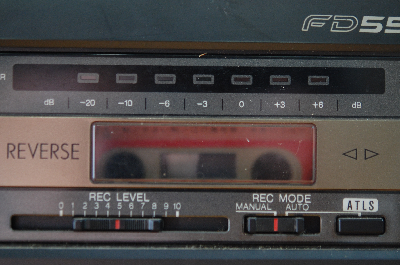 FD55
R
dB -20 -10 -6 -3 0 +3 +6 dB
REVERSE
REC LEVEL
0 1 2 3 4 5 6 7 8 9 10
REC MODE
MANUAL AUTO
ATLS